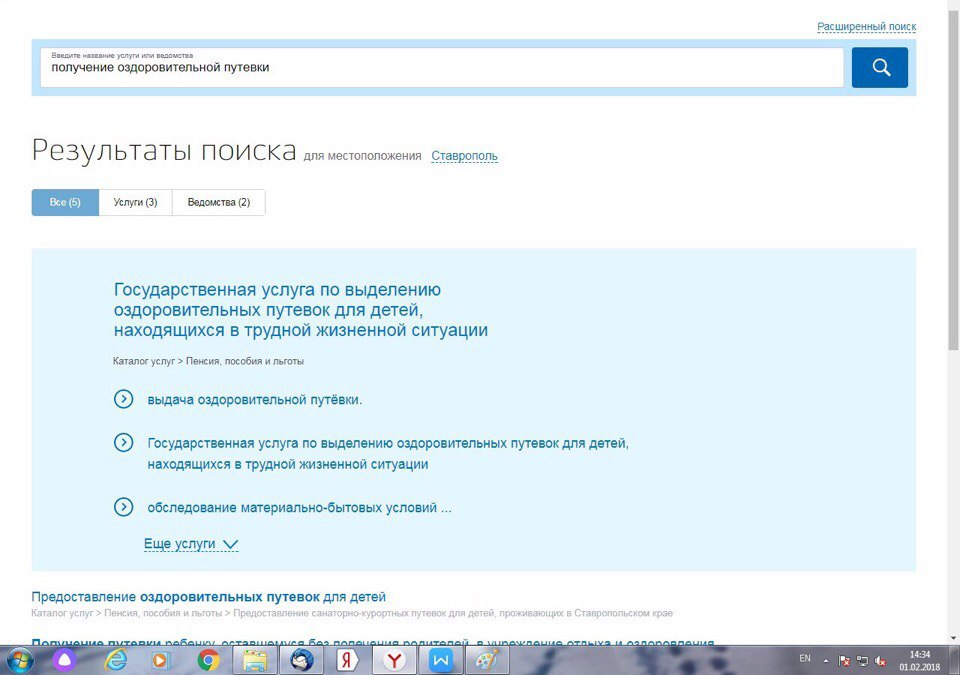 Расширенный поиск
Введите название услуги или ведомства
получение оздоровительной путевки
Результаты поиска для местоположения Ставрополь
Все (5) Услуги (3) Ведомства (2)
Государственная услуга по выделению
оздоровительных путевок для детей,
находящихся в трудной жизненной ситуации
Каталог услуг > Пенсия, пособия и льготы
выдача оздоровительной путёвки.
Государственная услуга по выделению оздоровительных путевок для детей,
находящихся в трудной жизненной ситуации
обследование материально-бытовых условий ...
Еще услуги
Предоставление оздоровительных путевок для детей
Каталог услуг > Пенсия, пособия и льготы > Предоставление санаторно-курортных путевок для детей, проживающих в Ставропольском крае
Получение путевки ребенку, оставшемуся без попечения родителей, в учреждение отдыха и оздоровления
EN
14:34
01.02.2018